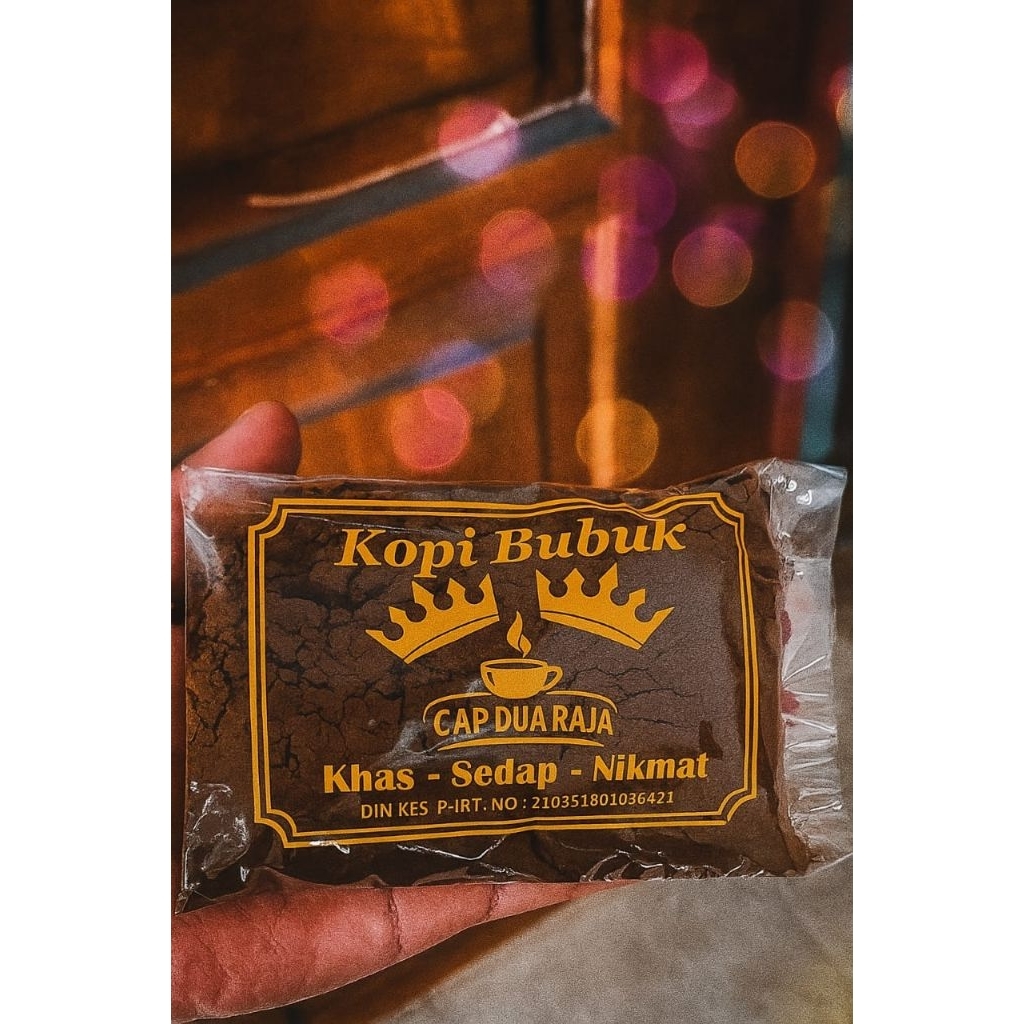 Kopi Bubuk
CAP DUA RAJA
Khas - Sedap - Nikmat
DIN KES P-IRT. NO : 210351801036421